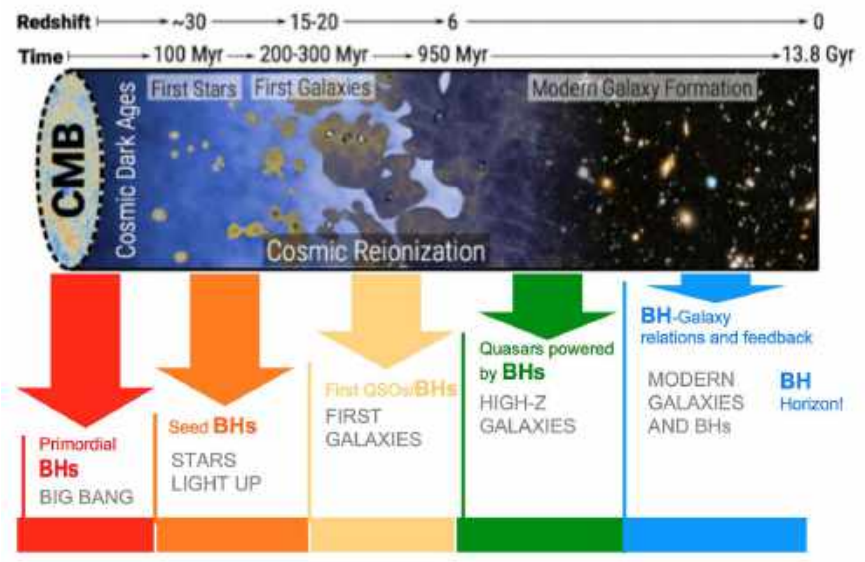 Redshift ~30 15-20 6 0
Time 100 Myr 200-300 Myr 950 Myr 13.8 Gyr
CMB
Cosmic Dark Ages
First Stars
First Galaxies
Modern Galaxy Formation
Cosmic Reionization
Primordial
BHs
BIG BANG
Seed BHs
STARS
LIGHT UP
First QSOs/BHs
FIRST
GALAXIES
Quasars powered
by BHs
HIGH-Z
GALAXIES
BH-Galaxy
relations and feedback
MODERN
GALAXIES
AND BHs
BH
Horizon!